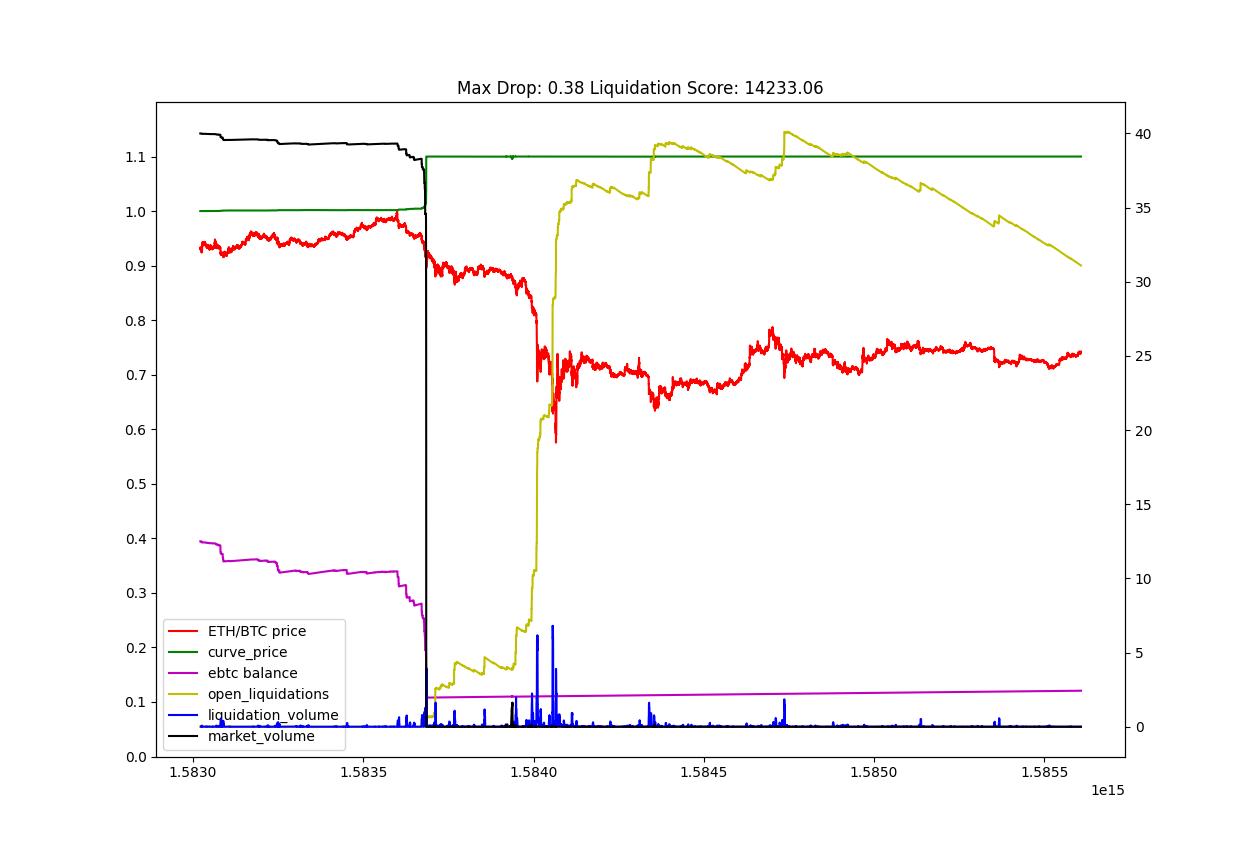 Max Drop: 0.38 Liquidation Score: 14233.06
1.1
1.0
0.9
0.8
0.7
0.6
0.5
0.4
0.3
0.2
0.1
0.0
40
35
30
25
20
15
10
5
0
ETH/BTC price
curve_price
ebtc balance
open_liquidations
liquidation_volume
market_volume
1.5830 1.5835 1.5840 1.5845 1.5850 1.5855
1e15